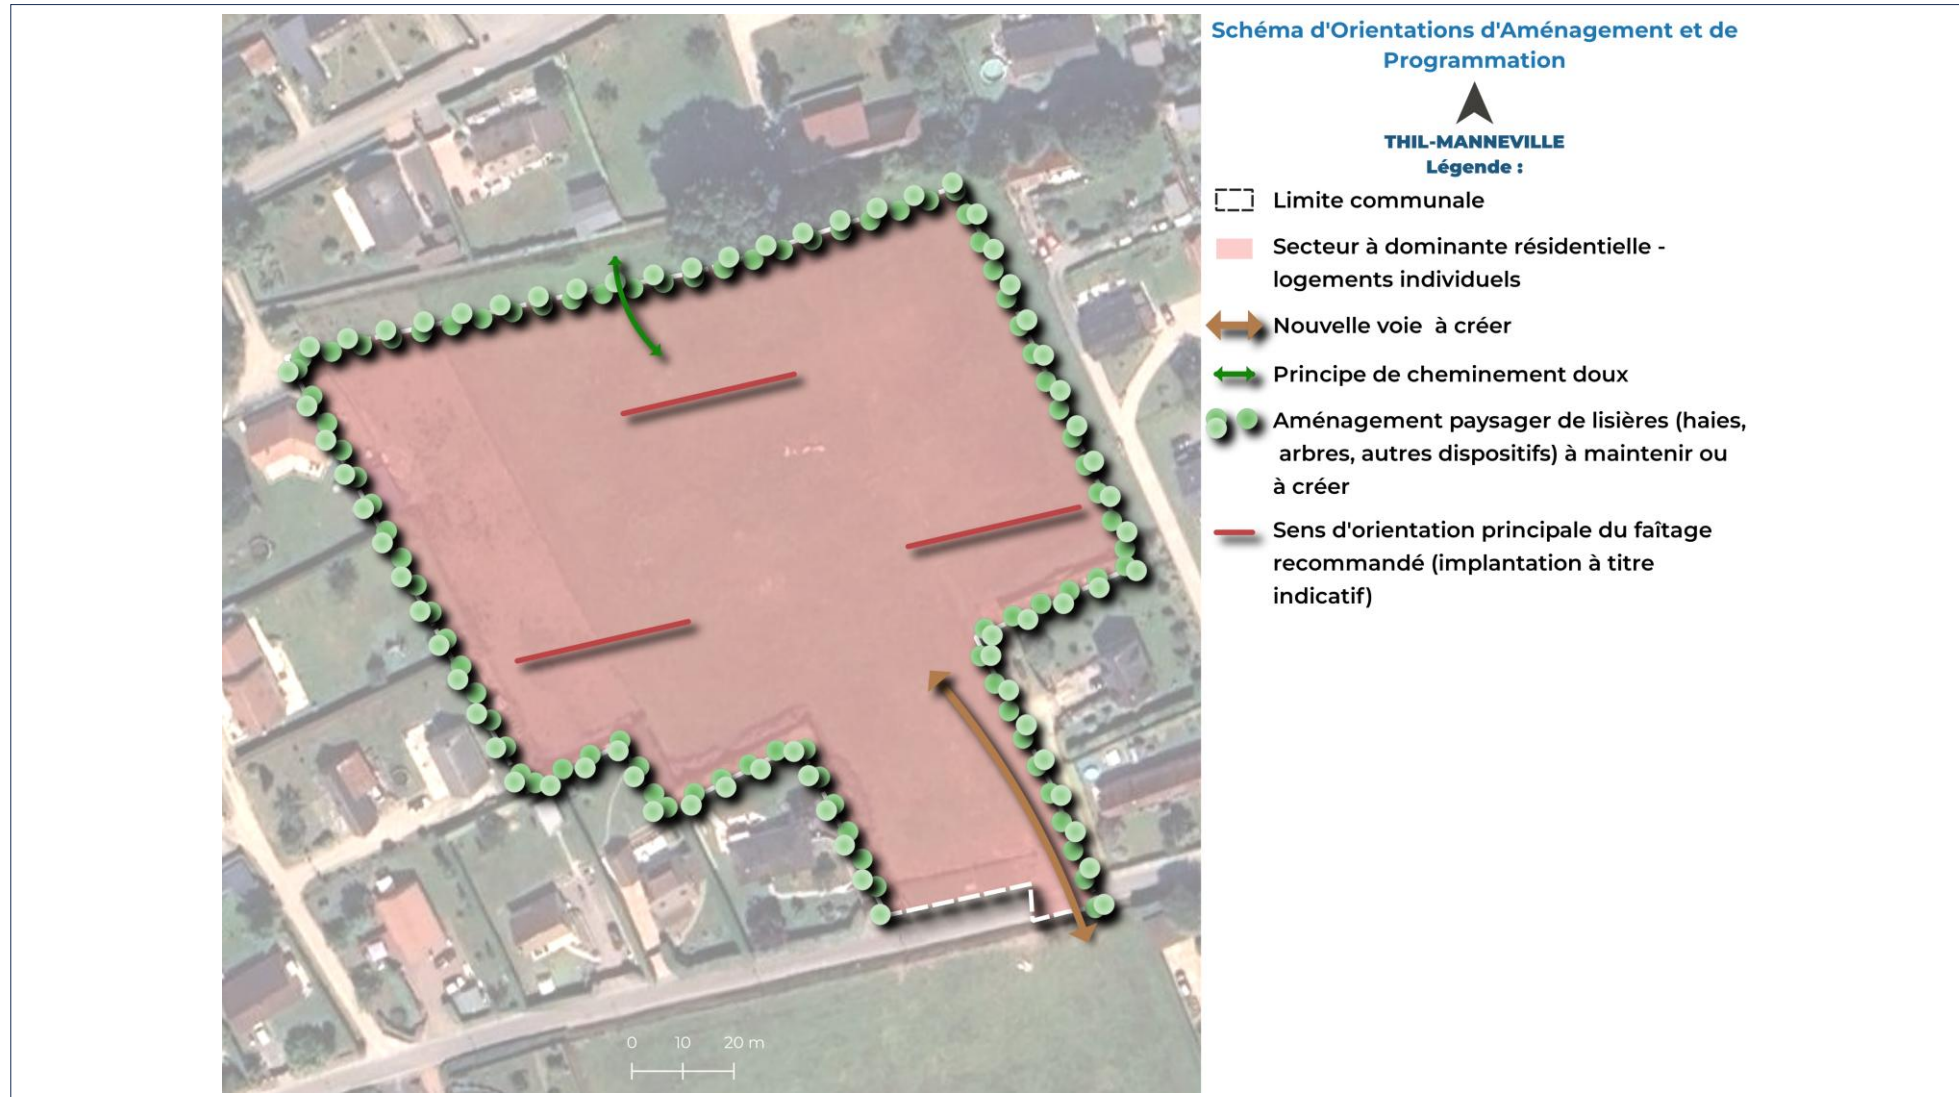 Schéma d'Orientations d'Aménagement et de
Programmation
THIL-MANNEVILLE
Légende :
Limite communale
Secteur à dominante résidentielle -
logements individuels
Nouvelle voie à créer
Principe de cheminement doux
Aménagement paysager de lisières (haies,
arbres, autres dispositifs) à maintenir ou
à créer
Sens d'orientation principale du faîtage
recommandé (implantation à titre
indicatif)
0 10 20 m